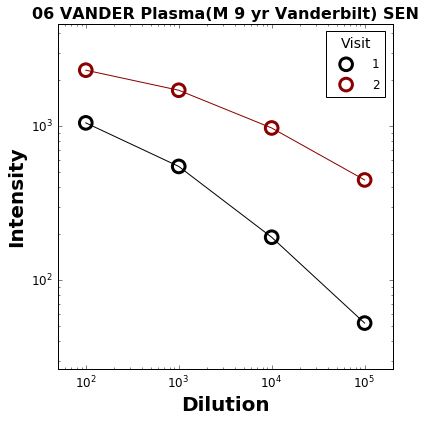 06 VANDER Plasma(M 9 yr Vanderbilt) SEN
Visit
1
2
10³
10²
Intensity
10² 10³ 10⁴ 10⁵
Dilution